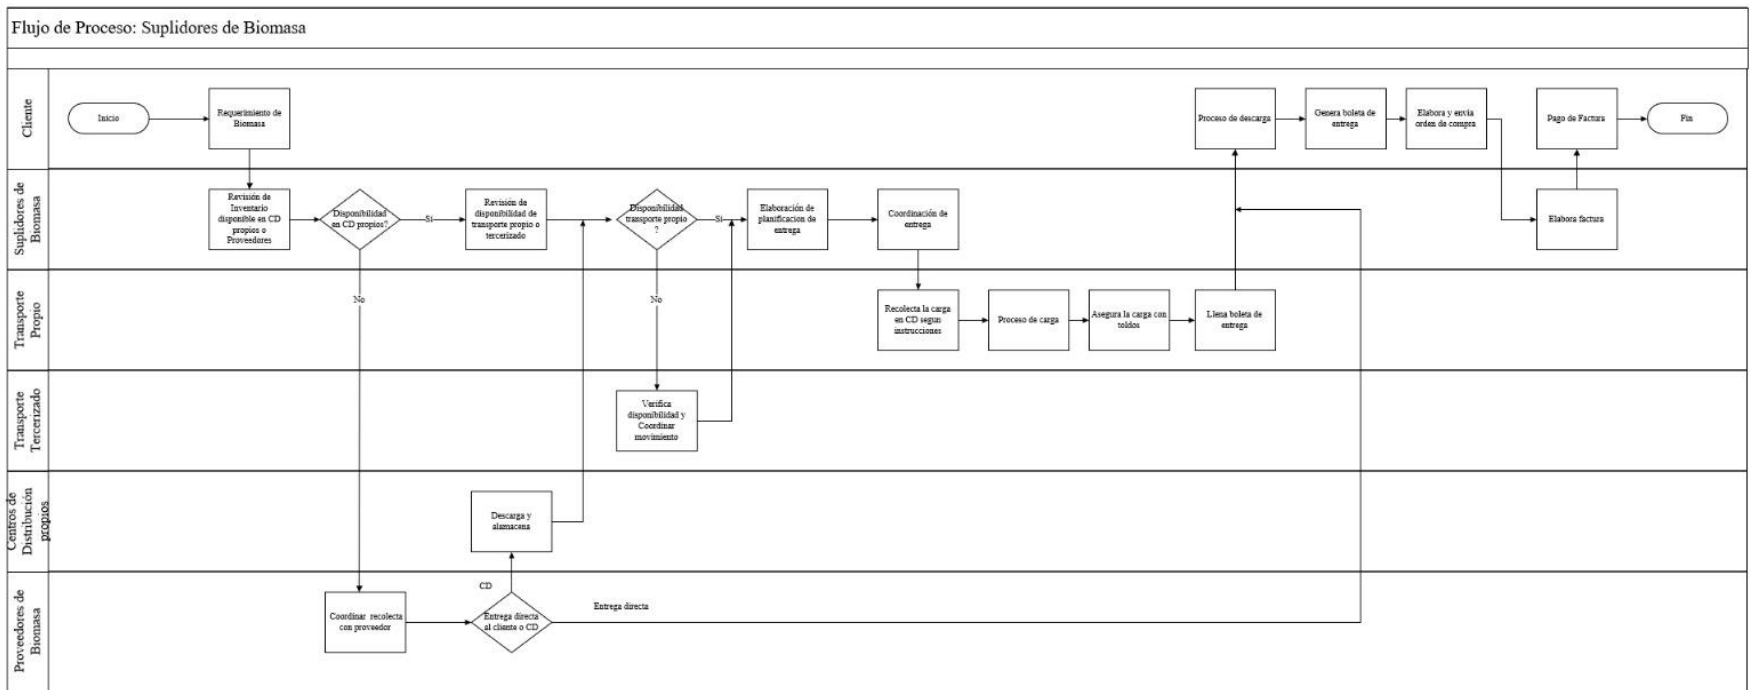 Flujo de Proceso: Suplidores de Biomasa
Cliente
Inicio
Requerimiento de
Biomasa
Proceso de descarga
Genera boleta de
entrega
Elabora y envia
orden de compra
Pago de Factura
Fin
Suplidores de
Biomasa
Revisión de
Inventario
disponible en CD
propios o
Proveedores
Disponibilidad
en CD propios?
Si
Revisión de
disponibilidad de
transporte propio o
tercerizado
Disponibilidad
transporte propio
?
Si
Elaboración de
planificacion de
entrega
Coordinación de
entrega
Elabora factura
Transporte
Propio
No
No
Recolecta la carga
en CD segun
instrucciones
Proceso de carga
Asegura la carga con
toldos
Llena boleta de
entrega
Transporte
Tercerizado
Verifica
disponibilidad y
Coordinar
movimiento
Centros de
Distribución
propios
Descarga y
alamacena
Proveedores de
Biomasa
Coordinar recolecta
con proveedor
CD
Entrega directa
al cliente o CD
Entrega directa